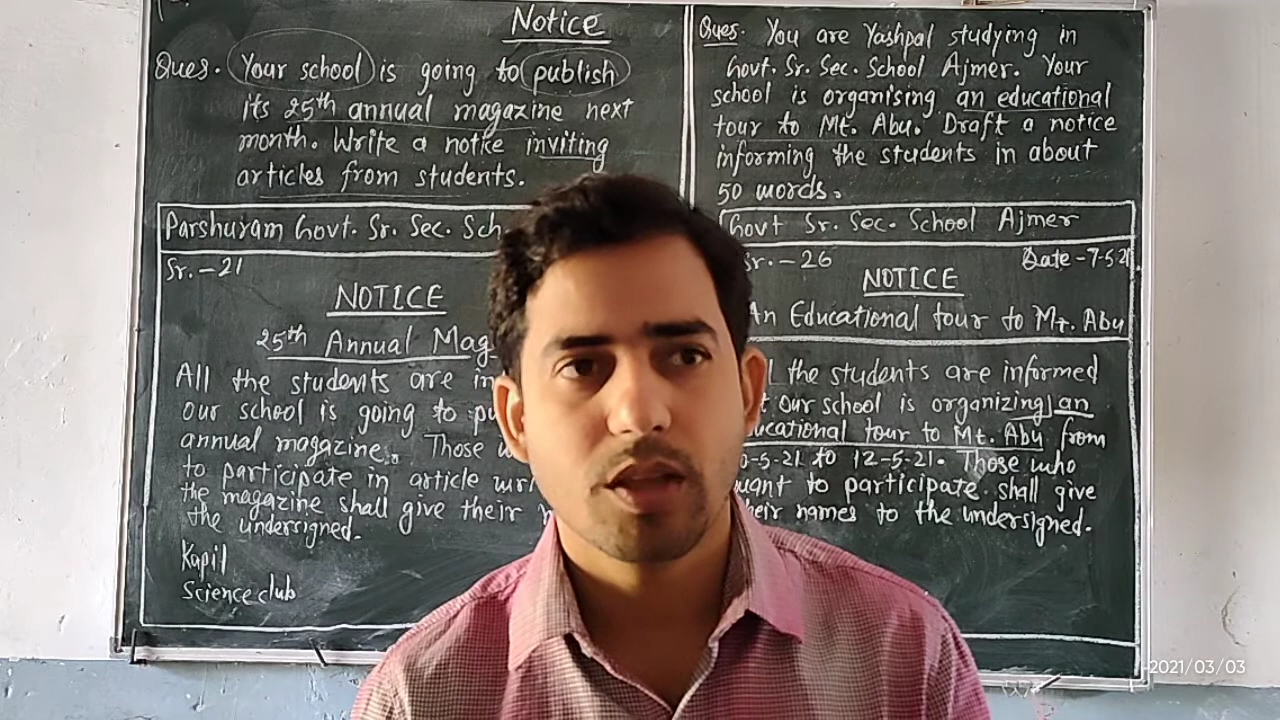 Notice
Ques. Your school is going to publish
its 25th annual magazine next
month. Write a notice inviting
articles from students.
Parshuram Govt. Sr. Sec. Sch
Sr. - 21
NOTICE
25th Annual Mag
All the students are in
our school is going to pu
annual magazine. Those w
to participate in article wri
the magazine shall give their n
the undersigned.
Kapil
Science club
Ques. You are Yashpal studying in
Govt. Sr. Sec. School Ajmer. Your
school is organising an educational
tour to Mt. Abu. Draft a notice
informing the students in about
50 words.
Govt Sr. Sec. School Ajmer
Sr. - 26 Date - 7-5-21
NOTICE
An Educational tour to Mt. Abu
the students are informed
our school is organizing an
ucational tour to Mt. Abu from
0-5-21 to 12-5-21. Those who
want to participate shall give
their names to the undersigned.
2021/03/03